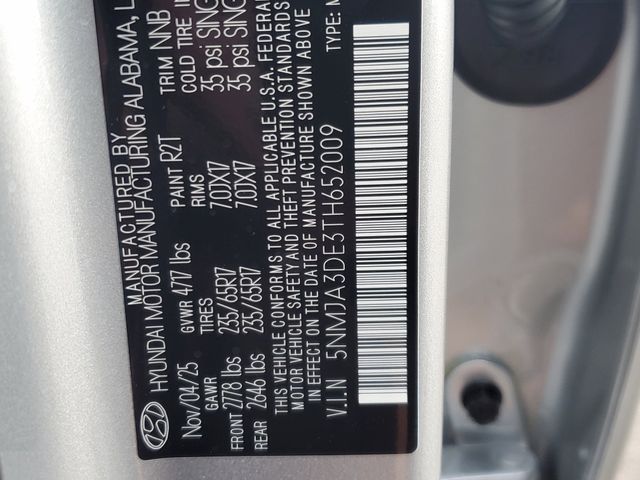 MANUFACTURED BY
HYUNDAI MOTOR MANUFACTURING ALABAMA, L
Nov/04/25 GVWR 4777 lbs PAINT R2T TRIM NNB
GAWR TIRES RIMS COLD TIRE IN
FRONT 2778 lbs 235/65R17 7.0JX17 35 psi SING
REAR 2646 lbs 235/65R17 7.0JX17 35 psi SING
THIS VEHICLE CONFORMS TO ALL APPLICABLE U.S.A. FEDERAL
MOTOR VEHICLE SAFETY AND THEFT PREVENTION STANDARDS
IN EFFECT ON THE DATE OF MANUFACTURE SHOWN ABOVE
V.I.N 5NMJA3DE3TH652009 TYPE: M